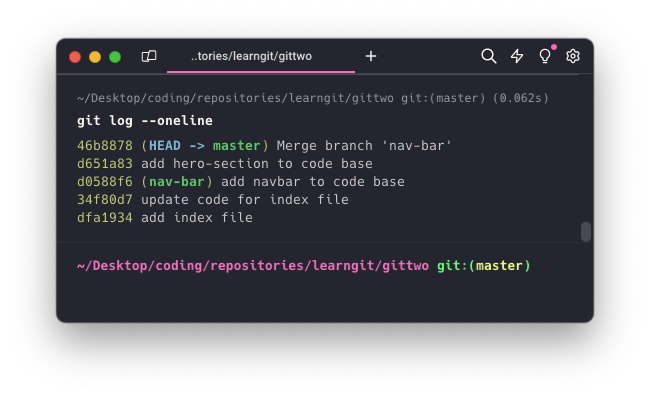 ..tories/learngit/gittwo
~/Desktop/coding/repositories/learngit/gittwo git:(master) (0.062s)
git log --oneline
46b8878 (HEAD -> master) Merge branch 'nav-bar'
d651a83 add hero-section to code base
d0588f6 (nav-bar) add navbar to code base
34f80d7 update code for index file
dfa1934 add index file
~/Desktop/coding/repositories/learngit/gittwo git:(master)